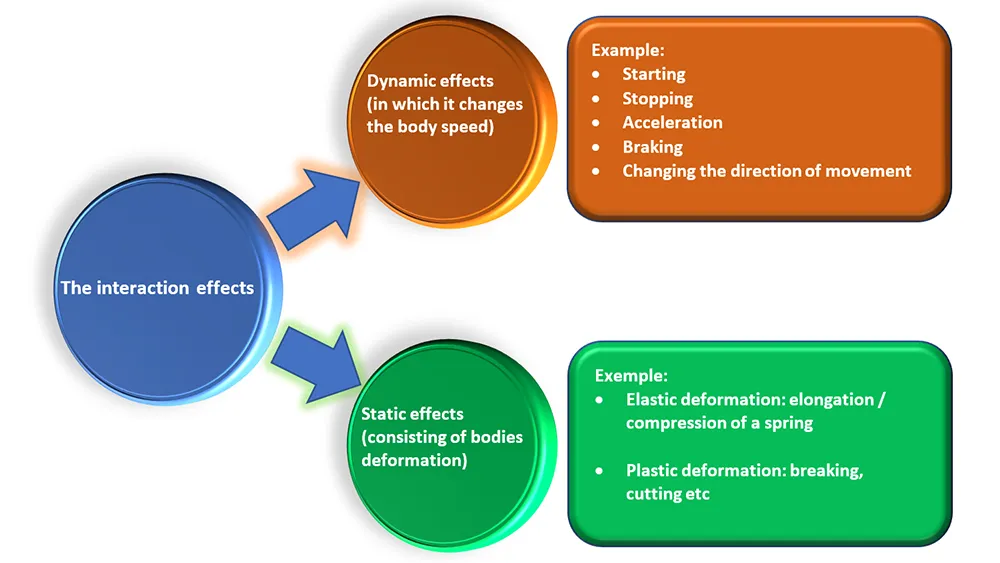 Dynamic effects
(in which it changes
the body speed)
Example:
• Starting
• Stopping
• Acceleration
• Braking
• Changing the direction of movement
The interaction effects
Static effects
(consisting of bodies
deformation)
Exemple:
• Elastic deformation: elongation /
compression of a spring
• Plastic deformation: breaking,
cutting etc